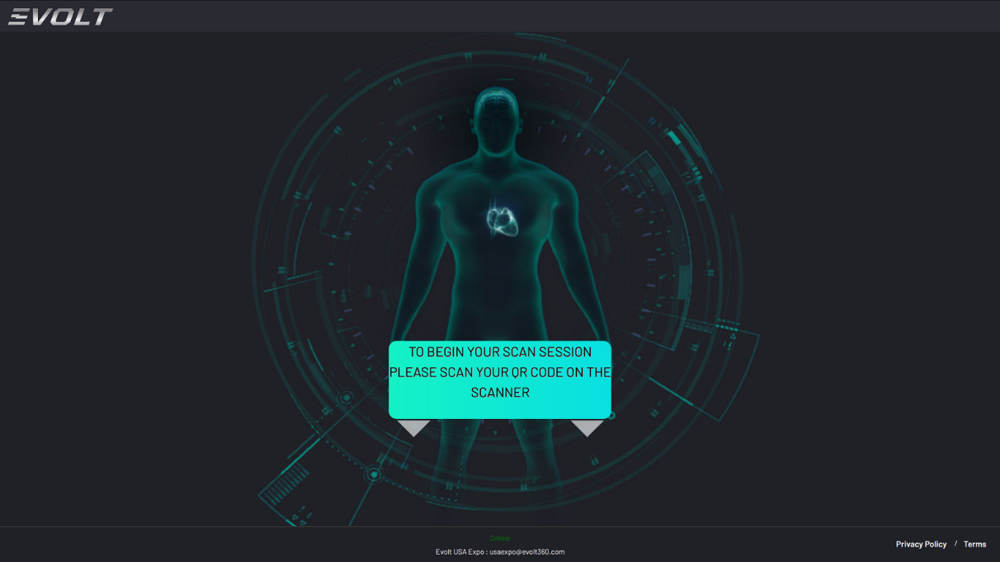 EVOLT
TO BEGIN YOUR SCAN SESSION
PLEASE SCAN YOUR QR CODE ON THE
SCANNER
Online
Evolt USA Expo : usaexpo@evolt360.com
Privacy Policy / Terms